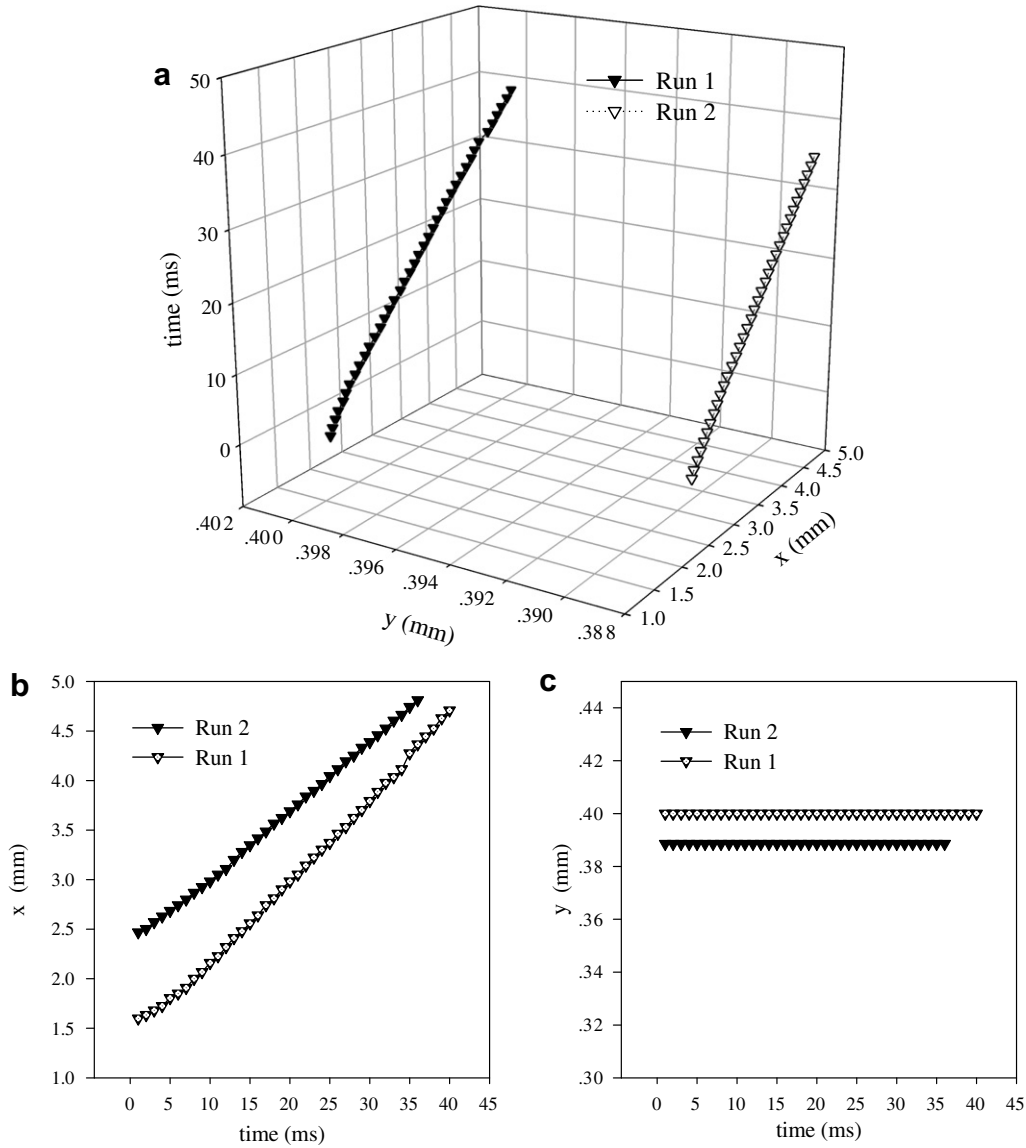 a
Run 1
Run 2
50
40
30
20
10
0
time (ms)
.402
.400
.398
.396
.394
.392
.390
.388
y (mm)
1.0
1.5
2.0
2.5
3.0
3.5
4.0
4.5
5.0
x (mm)
b
5.0
4.5
4.0
3.5
3.0
2.5
2.0
1.5
1.0
x (mm)
Run 2
Run 1
0 5 10 15 20 25 30 35 40 45
time (ms)
c
.44
.42
.40
.38
.36
.34
.32
.30
y (mm)
Run 2
Run 1
0 5 10 15 20 25 30 35 40 45
time (ms)